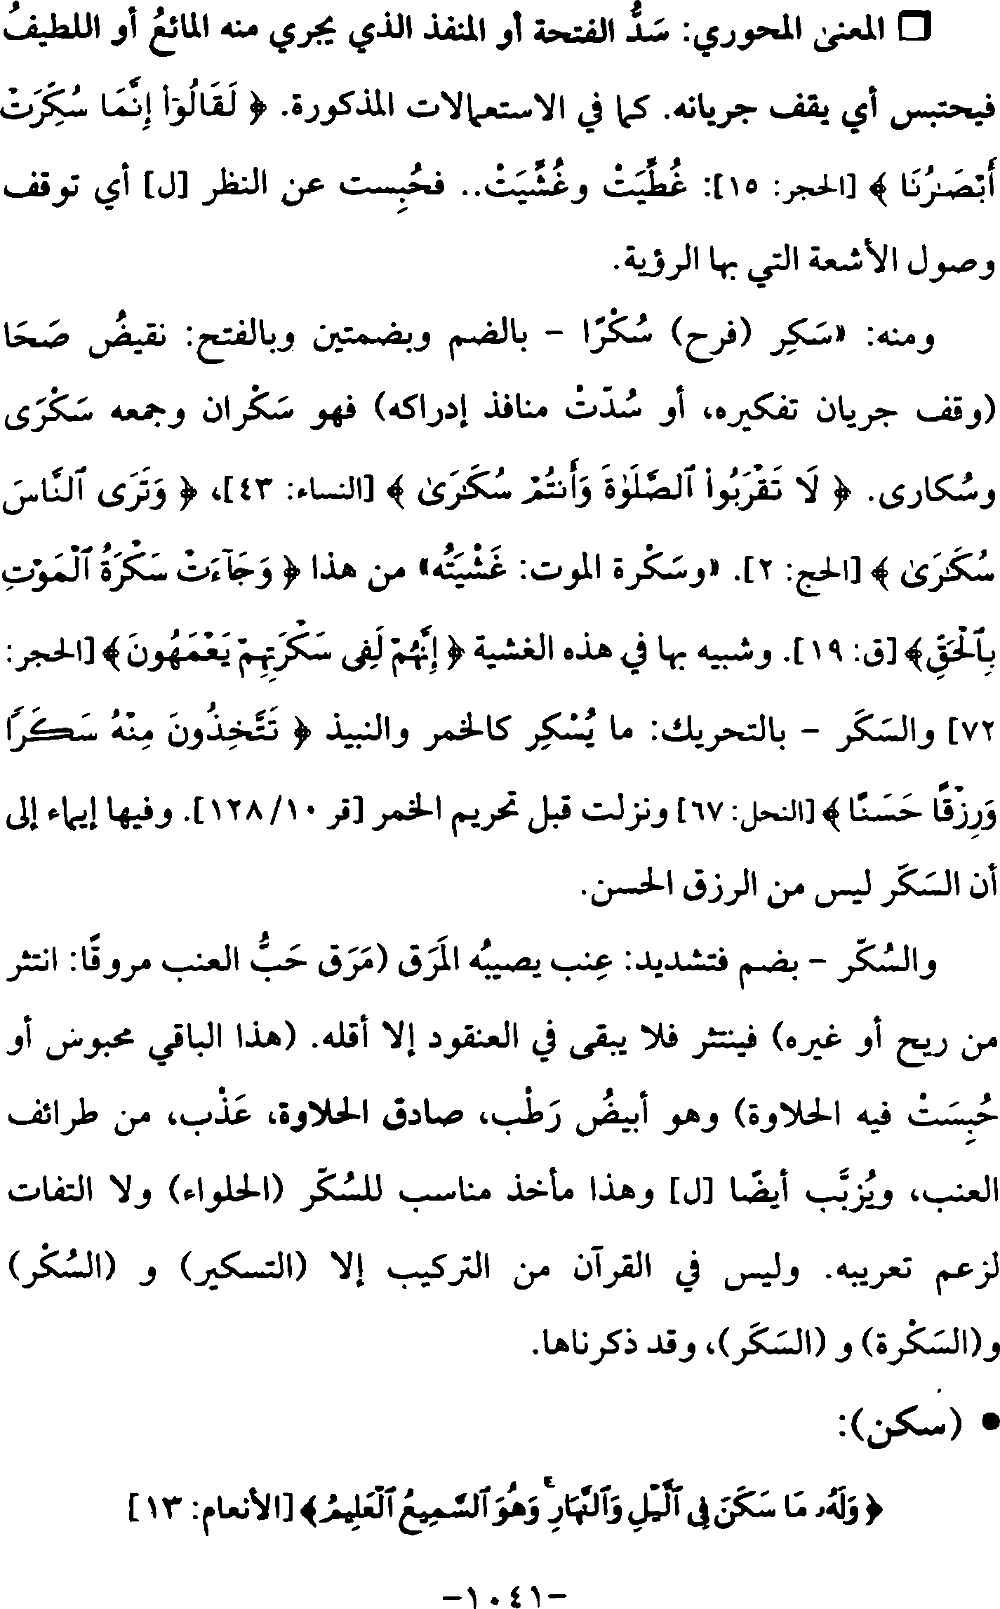 □ المعنى المحوري: سَدُّ الفتحة أو المنفذ الذي يجري منه المائعُ أو اللطيفُ
فيحتبس أي يقف جريانه. كما في الاستعمالات المذكورة. ﴿ لَقَالُوٓاْ إِنَّمَا سُكِّرَتْ
أَبْصَـٰرُنَا ﴾ [الحجر: ١٥]: غُطِّيَتْ وغُشِّيَتْ.. فحُبِست عن النظر [ل] أي توقف
وصول الأشعة التي بها الرؤية.
ومنه: «سَكِر (فرح) سُكْرًا – بالضم وبضمتين وبالفتح: نقيضُ صَحَا
(وقف جريان تفكيره، أو سُدّتْ منافذ إدراكه) فهو سَكْران وجمعه سَكْرَى
وسُكارى. ﴿ لَا تَقْرَبُواْ ٱلصَّلَوٰةَ وَأَنتُمْ سُكَـٰرَىٰ ﴾ [النساء: ٤٣]، ﴿ وَتَرَى ٱلنَّاسَ
سُكَـٰرَىٰ ﴾ [الحج: ٢]. «وسَكْرة الموت: غَشْيَتُه» من هذا ﴿ وَجَآءَتْ سَكْرَةُ ٱلْمَوْتِ
بِٱلْحَقِّ﴾ [ق: ١٩]. وشبيه بها في هذه الغشية ﴿ إِنَّهُمْ لَفِى سَكْرَتِهِمْ يَعْمَهُونَ﴾ [الحجر:
٧٢] والسَكَر – بالتحريك: ما يُسْكِر كالخمر والنبيذ ﴿ تَتَّخِذُونَ مِنْهُ سَكَرًا
وَرِزْقًا حَسَنًا ﴾ [النحل: ٦٧] ونزلت قبل تحريم الخمر [قر ١٠/ ١٢٨]. وفيها إيماء إلى
أن السَكَر ليس من الرزق الحسن.
والسُكّر – بضم فتشديد: عِنب يصيبُه المَرَق (مَرَق حَبُّ العنب مروقًا: انتثر
من ريح أو غيره) فينتثر فلا يبقى في العنقود إلا أقله. (هذا الباقي محبوس أو
حُبِسَتْ فيه الحلاوة) وهو أبيضُ رَطْب، صادق الحلاوة، عَذْب، من طرائف
العنب، ويُزبَّب أيضًا [ل] وهذا مأخذ مناسب للسُكّر (الحلواء) ولا التفات
لزعم تعريبه. وليس في القرآن من التركيب إلا (التسكير) و (السُكْر)
و(السَكْرة) و (السَكَر)، وقد ذكرناها.
• (سكن):
﴿ وَلَهُۥ مَا سَكَنَ فِى ٱلَّيْلِ وَٱلنَّهَارِ ۚ وَهُوَ ٱلسَّمِيعُ ٱلْعَلِيمُ﴾ [الأنعام: ١٣]
–١٠٤١–